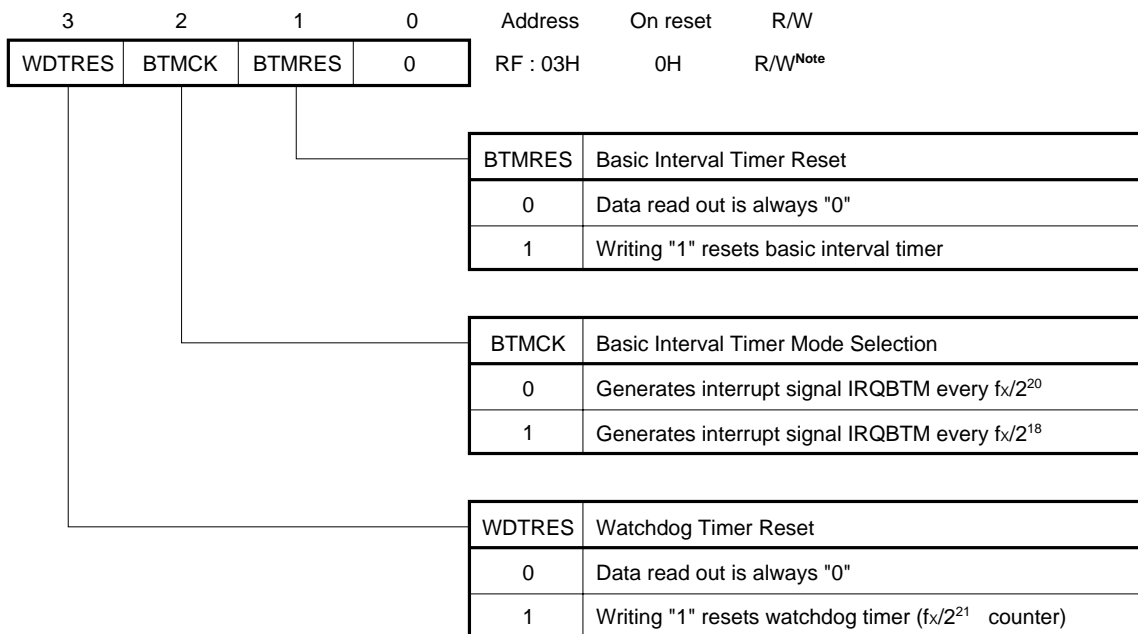 3 2 1 0 Address On reset R/W
WDTRES BTMCK BTMRES 0 RF : 03H 0H R/W^Note
BTMRES Basic Interval Timer Reset
0 Data read out is always "0"
1 Writing "1" resets basic interval timer
BTMCK Basic Interval Timer Mode Selection
0 Generates interrupt signal IRQBTM every fx/2^20
1 Generates interrupt signal IRQBTM every fx/2^18
WDTRES Watchdog Timer Reset
0 Data read out is always "0"
1 Writing "1" resets watchdog timer (fx/2^21 counter)